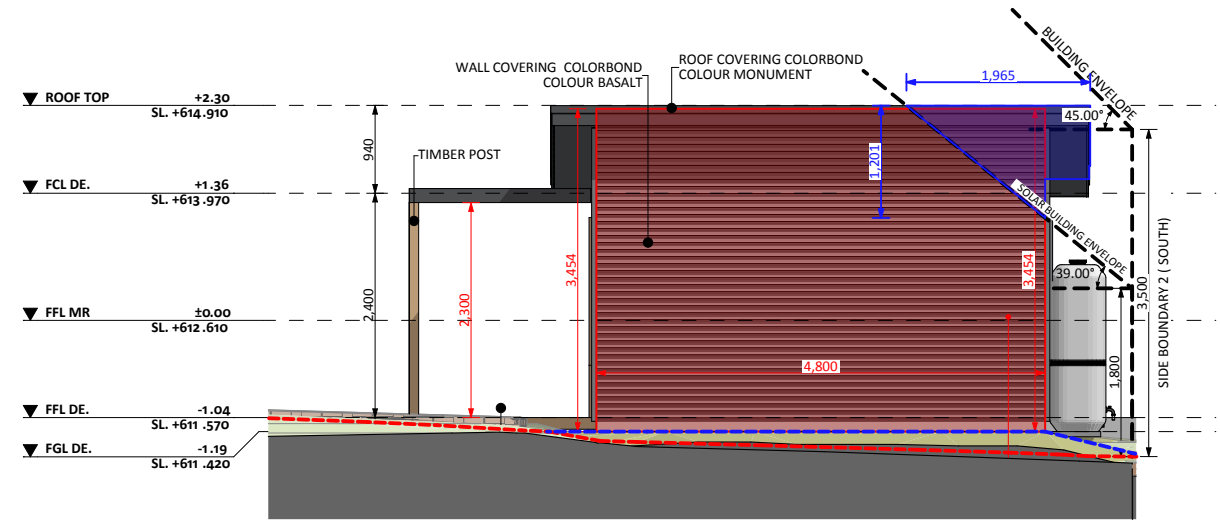 BUILDING ENVELOPE
ROOF COVERING COLORBOND
COLOUR MONUMENT
WALL COVERING COLORBOND
COLOUR BASALT
1,965
45.00°
ROOF TOP +2.30
SL. +614.910
940
TIMBER POST
1,201
FCL DE. +1.36
SL. +613.970
SOLAR BUILDING ENVELOPE
39.00°
2,400
2,300
3,454
3,454
3,500
SIDE BOUNDARY 2 ( SOUTH)
FFL MR ±0.00
SL. +612.610
4,800
1,800
FFL DE. -1.04
SL. +611 .570
FGL DE. -1.19
SL. +611 .420